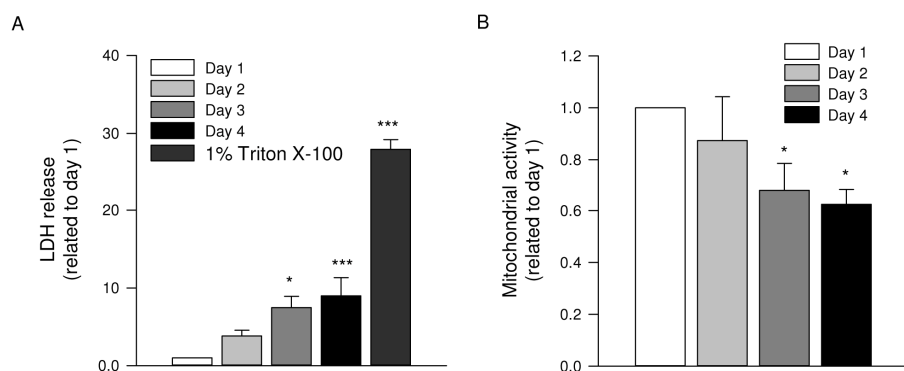 A
LDH release
(related to day 1)
40
30
20
10
0.0
Day 1
Day 2
Day 3
Day 4
1% Triton X-100
*
***
***
B
Mitochondrial activity
(related to day 1)
1.2
1.0
0.8
0.6
0.4
0.2
0.0
Day 1
Day 2
Day 3
Day 4
*
*